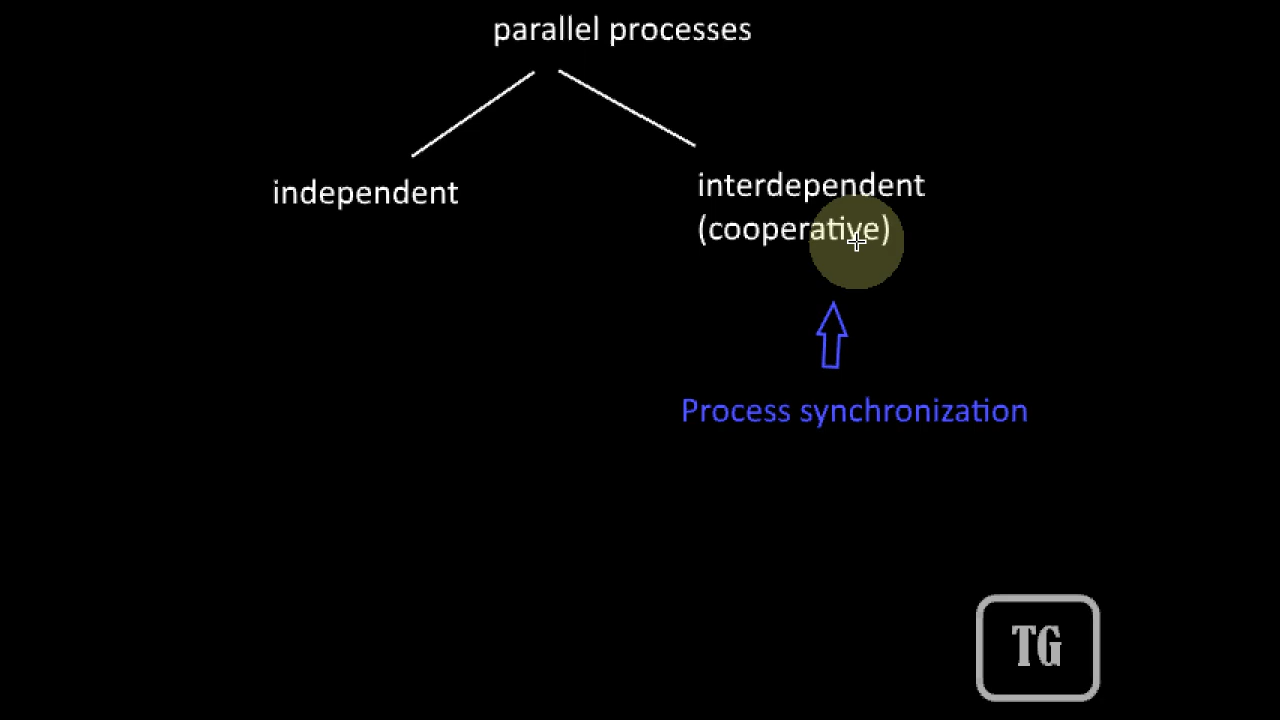 parallel processes
independent
interdependent
(cooperative)
Process synchronization
TG